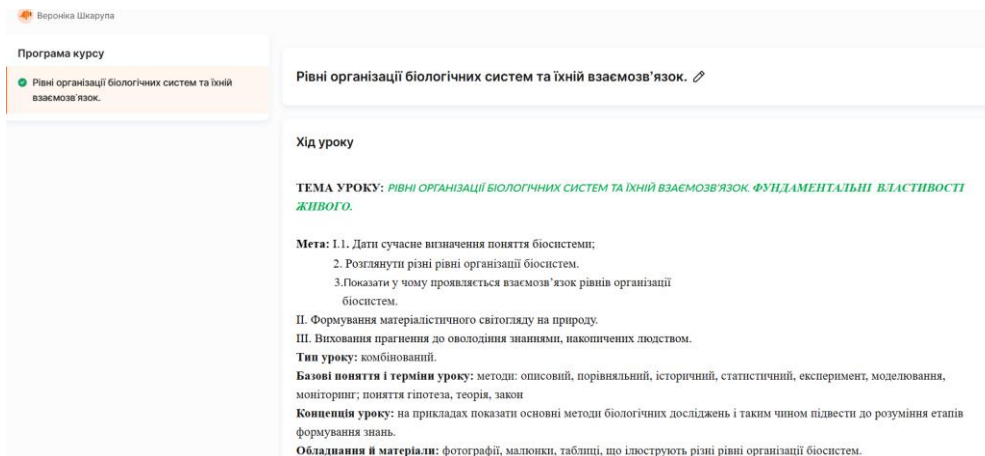 Вероніка Шкарупа
Програма курсу
Рівні організації біологічних систем та їхній
взаємозв'язок.
Рівні організації біологічних систем та їхній взаємозв'язок.
Хід уроку
ТЕМА УРОКУ: РІВНІ ОРГАНІЗАЦІЇ БІОЛОГІЧНИХ СИСТЕМ ТА ЇХНІЙ ВЗАЄМОЗВ'ЯЗОК. ФУНДАМЕНТАЛЬНІ ВЛАСТИВОСТІ
ЖИВОГО.
Мета: І.1. Дати сучасне визначення поняття біосистеми;
2. Розглянути різні рівні організації біосистем.
3.Показати у чому проявляється взаємозв'язок рівнів організації
біосистем.
ІІ. Формування матеріалістичного світогляду на природу.
ІІІ. Виховання прагнення до оволодіння знаннями, накопичених людством.
Тип уроку: комбінований.
Базові поняття і терміни уроку: методи: описовий, порівняльний, історичний, статистичний, експеримент, моделювання,
моніторинг; поняття гіпотеза, теорія, закон
Концепція уроку: на прикладах показати основні методи біологічних досліджень і таким чином підвести до розуміння етапів
формування знань.
Обладнання й матеріали: фотографії, малюнки, таблиці, що ілюструють різні рівні організації біосистем.